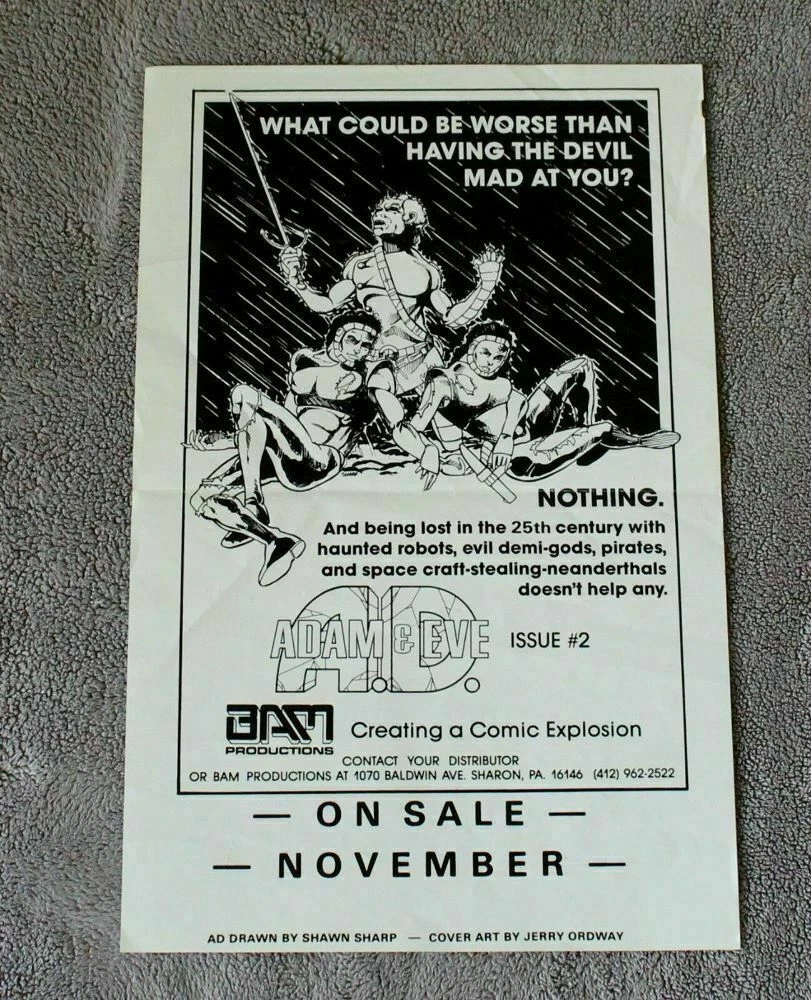 WHAT COULD BE WORSE THAN
HAVING THE DEVIL
MAD AT YOU?
NOTHING.
And being lost in the 25th century with
haunted robots, evil demi-gods, pirates,
and space craft-stealing-neanderthals
doesn't help any.
A.D.
ADAM & EVE
ISSUE #2
BAM
PRODUCTIONS
Creating a Comic Explosion
CONTACT YOUR DISTRIBUTOR
OR BAM PRODUCTIONS AT 1070 BALDWIN AVE. SHARON, PA. 16146 (412) 962-2522
— ON SALE —
— NOVEMBER —
AD DRAWN BY SHAWN SHARP — COVER ART BY JERRY ORDWAY